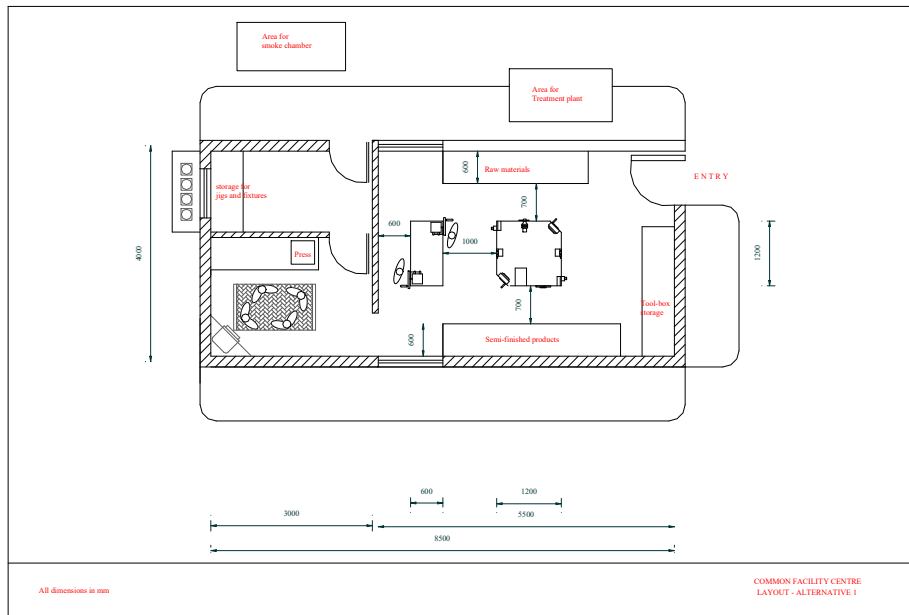 Area for
smoke chamber
Area for
Treatment plant
Raw materials
600
E N T R Y
storage for
jigs and fixtures
700
600
1000
1200
4000
Press
700
Tool-box
storage
600
Semi-finished products
600
1200
3000
5500
8500
All dimensions in mm
COMMON FACILITY CENTRE
LAYOUT - ALTERNATIVE 1